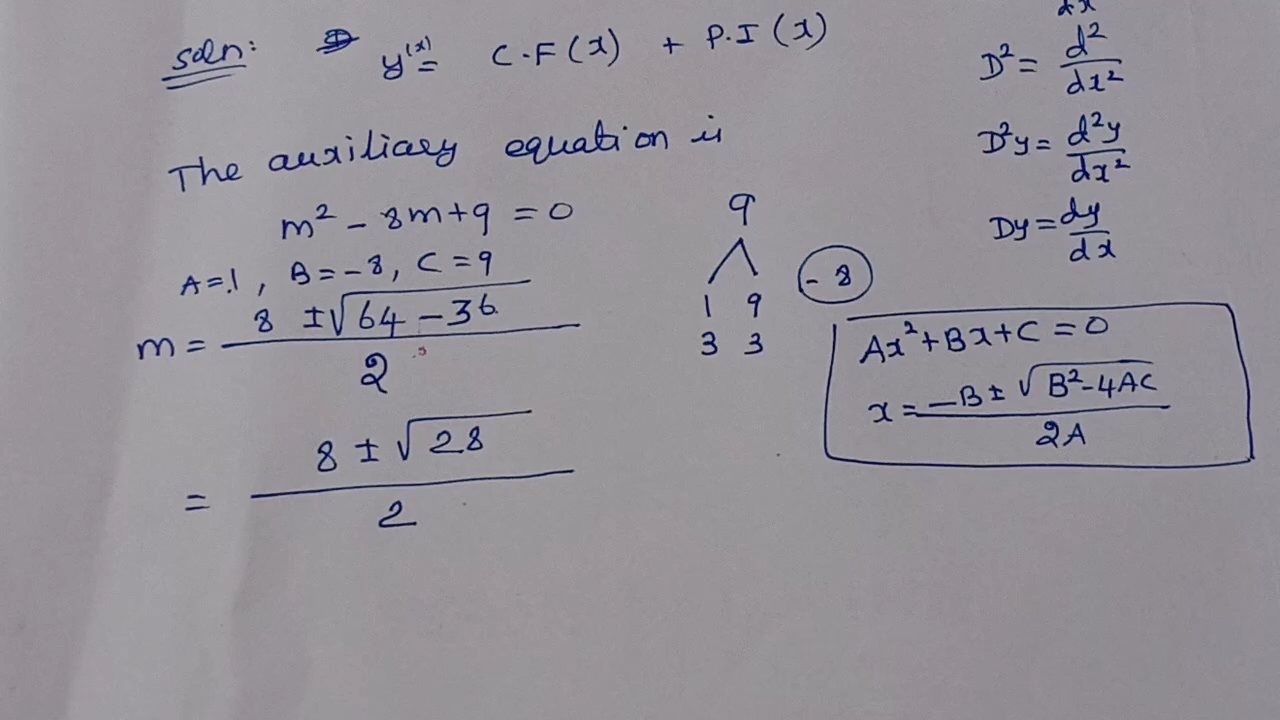 soln: y(x) = C.F(x) + P.I(x)
The auxiliary equation is
m² - 8m+9 = 0
A=1, B=-8, C=9
m = 8 ±√64-36 / 2
= 8 ± √28 / 2
9
1 9
3 3
-8
dx
D² = d²/dx²
D²y = d²y/dx²
Dy = dy/dx
Ax²+Bx+C=0
x = -B±√B²-4AC / 2A